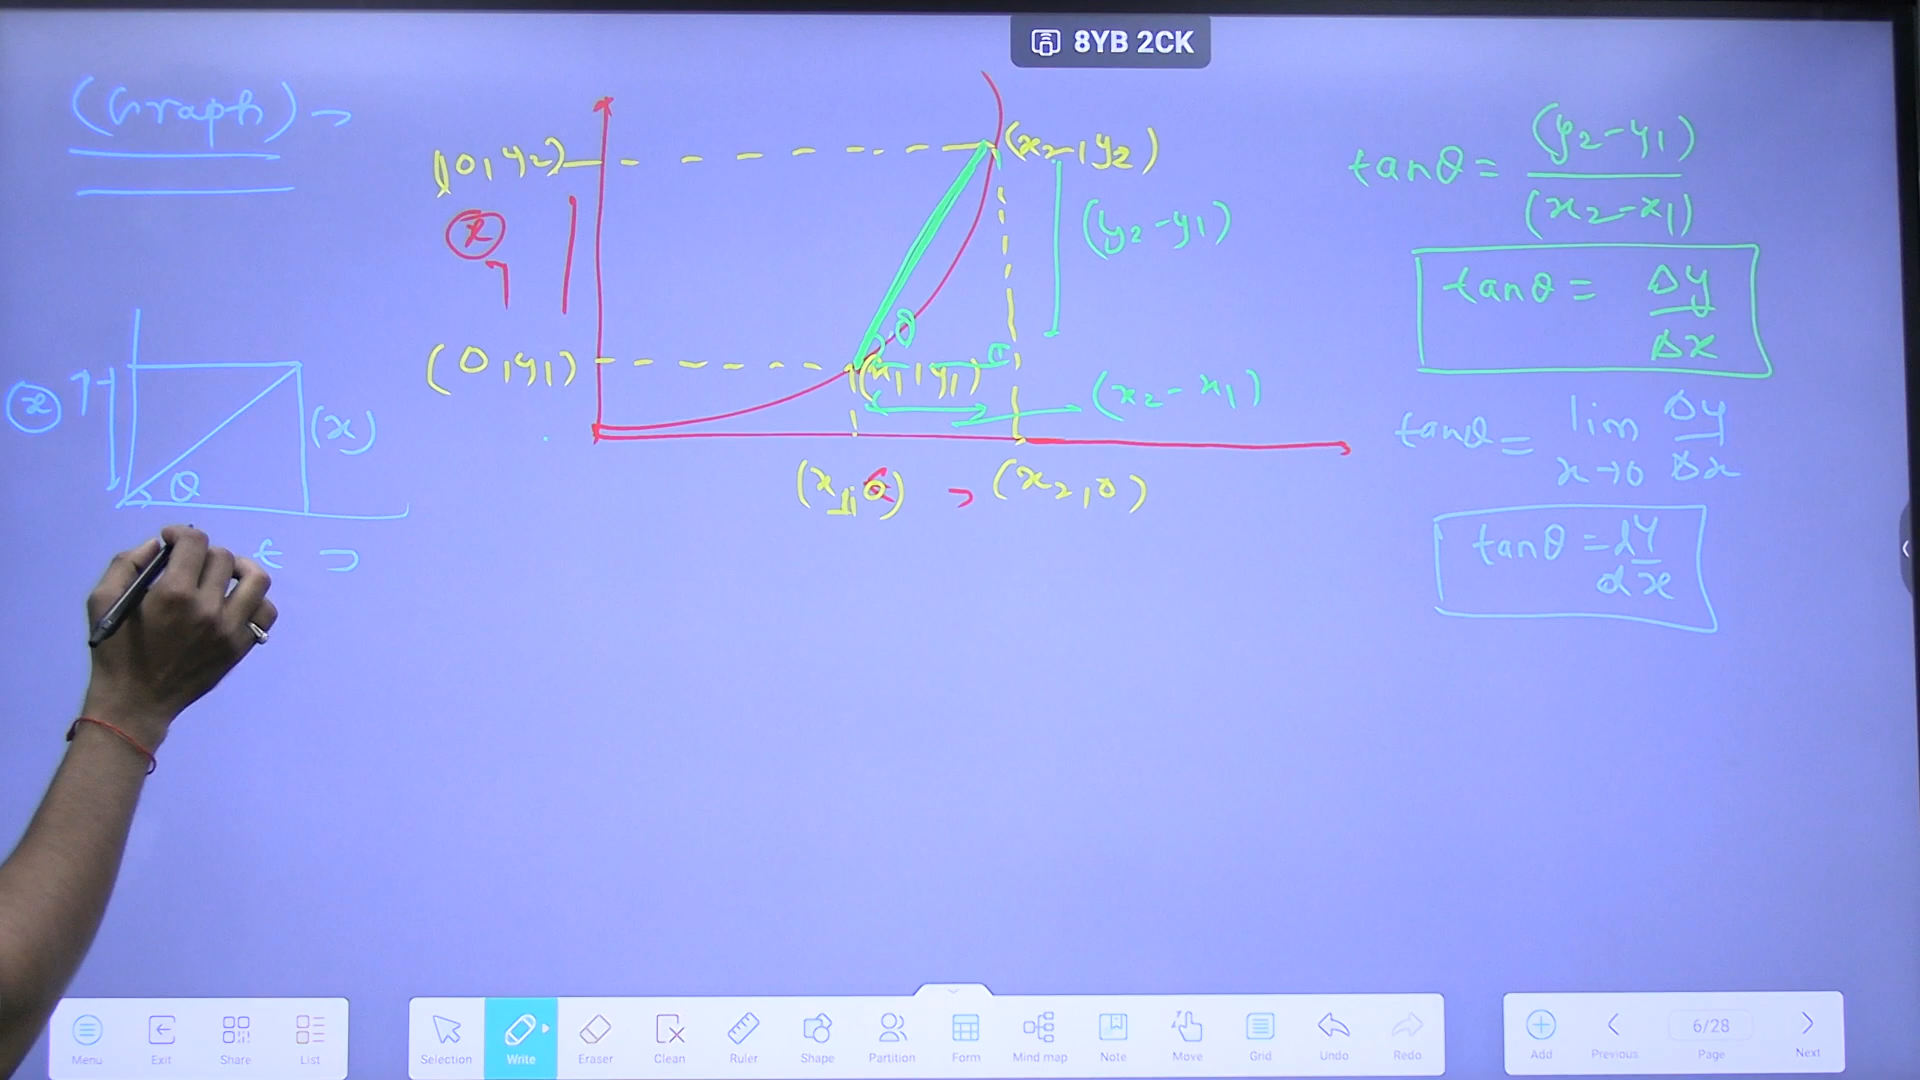 8YB 2CK
(Graph)
(0, y2)
(x2, y2)
(y2-y1)
x
(0, y1)
θ
(x1, y1)
(x2-x1)
(x2, 0)
x
(x)
θ
t
tanθ = (y2-y1)
(x2-x1)
tanθ = Δy
Δx
tanθ = lim Δy
x→0 Δx
tanθ = dy
dx
Menu Exit Share List
Selection Write Eraser Clean Ruler Shape Partition Form Mind map Note Move Grid Undo Redo
6/28
Add Previous Page Next